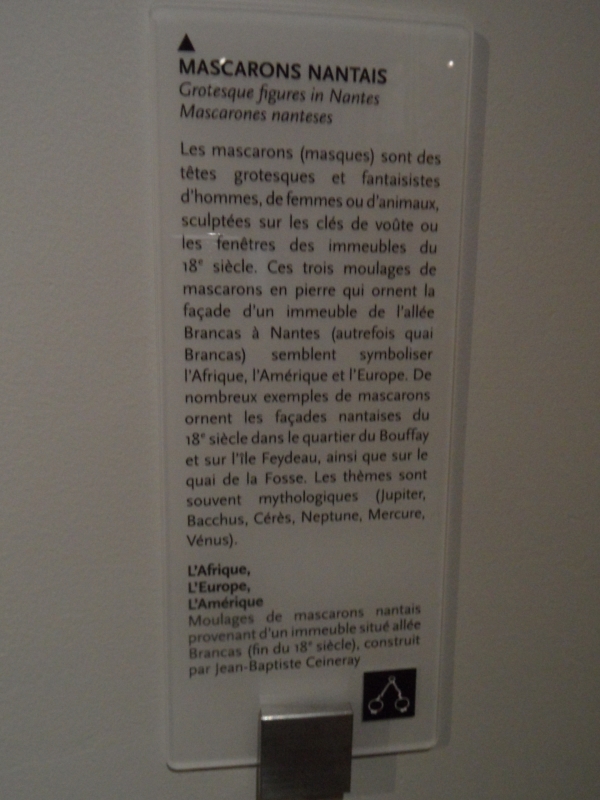 MASCARONS NANTAIS
Grotesque figures in Nantes
Mascarones nanteses
Les mascarons (masques) sont des
têtes grotesques et fantaisistes
d'hommes, de femmes ou d'animaux,
sculptées sur les clés de voûte ou
les fenêtres des immeubles du
18e siècle. Ces trois moulages de
mascarons en pierre qui ornent la
façade d'un immeuble de l'allée
Brancas à Nantes (autrefois quai
Brancas) semblent symboliser
l'Afrique, l'Amérique et l'Europe. De
nombreux exemples de mascarons
ornent les façades nantaises du
18e siècle dans le quartier du Bouffay
et sur l'île Feydeau, ainsi que sur le
quai de la Fosse. Les thèmes sont
souvent mythologiques (Jupiter,
Bacchus, Cérès, Neptune, Mercure,
Vénus).
L'Afrique,
L'Europe,
L'Amérique
Moulages de mascarons nantais
provenant d'un immeuble situé allée
Brancas (fin du 18e siècle), construit
par Jean-Baptiste Ceineray